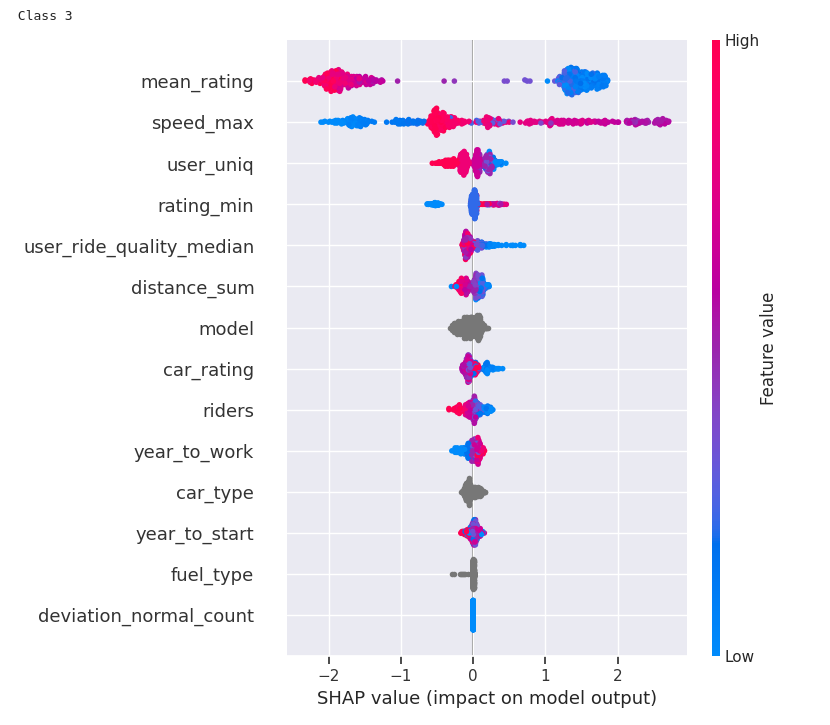 Class 3
High
mean_rating
speed_max
user_uniq
rating_min
user_ride_quality_median
distance_sum
model
car_rating
riders
year_to_work
car_type
year_to_start
fuel_type
deviation_normal_count
Feature value
Low
−2 −1 0 1 2
SHAP value (impact on model output)